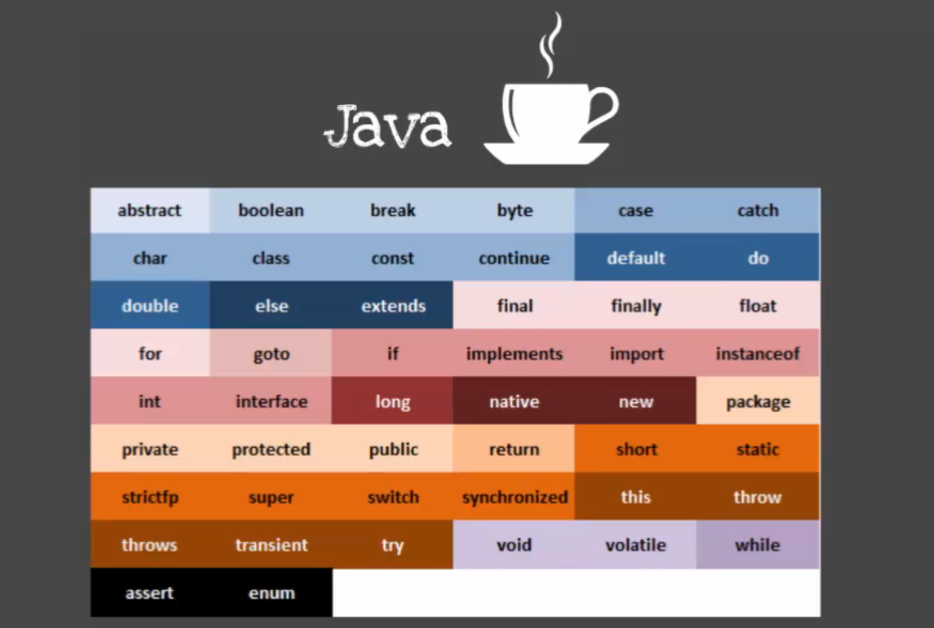 Java
abstract boolean break byte case catch
char class const continue default do
double else extends final finally float
for goto if implements import instanceof
int interface long native new package
private protected public return short static
strictfp super switch synchronized this throw
throws transient try void volatile while
assert enum